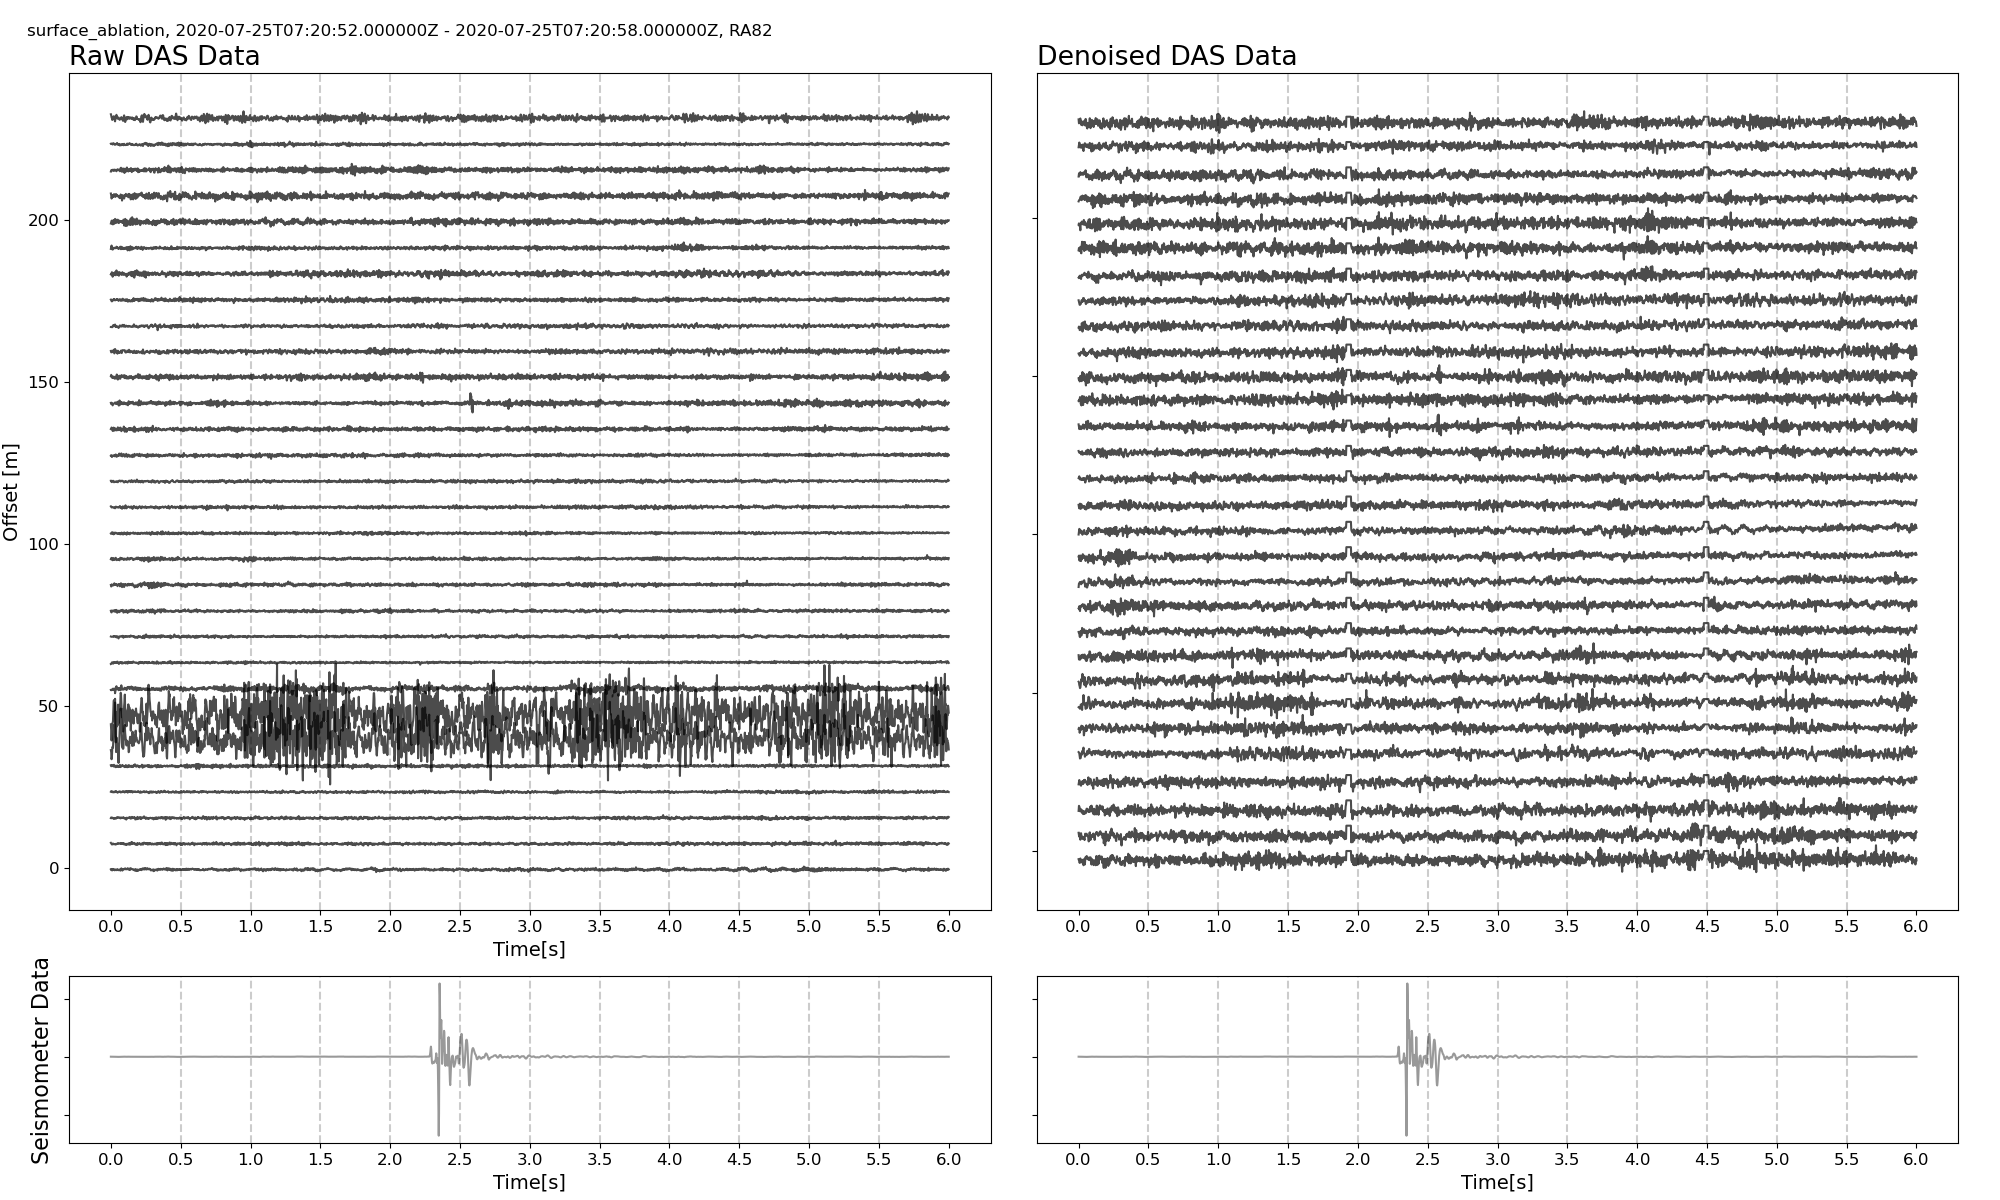 surface_ablation, 2020-07-25T07:20:52.000000Z - 2020-07-25T07:20:58.000000Z, RA82
Raw DAS Data
Denoised DAS Data
Offset [m]
200
150
100
50
0
0.0 0.5 1.0 1.5 2.0 2.5 3.0 3.5 4.0 4.5 5.0 5.5 6.0
Time[s]
0.0 0.5 1.0 1.5 2.0 2.5 3.0 3.5 4.0 4.5 5.0 5.5 6.0
Seismometer Data
0.0 0.5 1.0 1.5 2.0 2.5 3.0 3.5 4.0 4.5 5.0 5.5 6.0
Time[s]
0.0 0.5 1.0 1.5 2.0 2.5 3.0 3.5 4.0 4.5 5.0 5.5 6.0
Time[s]